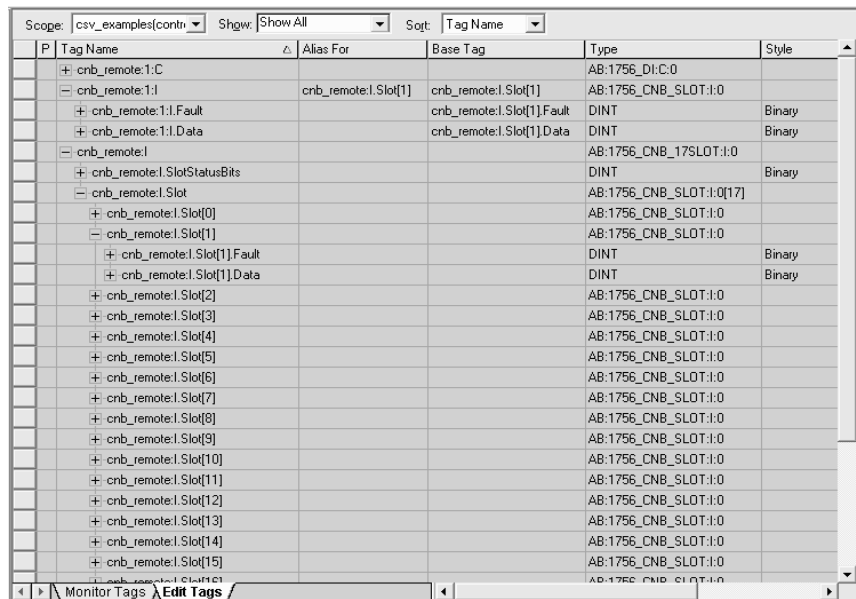 Scope: csv_examples(contro Show: Show All Sort: Tag Name
P Tag Name Alias For Base Tag Type Style
cnb_remote:1:C AB:1756_DI:C:0
cnb_remote:1:I cnb_remote:I.Slot[1] cnb_remote:I.Slot[1] AB:1756_CNB_SLOT:I:0
cnb_remote:1:I.Fault cnb_remote:I.Slot[1].Fault DINT Binary
cnb_remote:1:I.Data cnb_remote:I.Slot[1].Data DINT Binary
cnb_remote:I AB:1756_CNB_17SLOT:I:0
cnb_remote:I.SlotStatusBits DINT Binary
cnb_remote:I.Slot AB:1756_CNB_SLOT:I:0[17]
cnb_remote:I.Slot[0] AB:1756_CNB_SLOT:I:0
cnb_remote:I.Slot[1] AB:1756_CNB_SLOT:I:0
cnb_remote:I.Slot[1].Fault DINT Binary
cnb_remote:I.Slot[1].Data DINT Binary
cnb_remote:I.Slot[2] AB:1756_CNB_SLOT:I:0
cnb_remote:I.Slot[3] AB:1756_CNB_SLOT:I:0
cnb_remote:I.Slot[4] AB:1756_CNB_SLOT:I:0
cnb_remote:I.Slot[5] AB:1756_CNB_SLOT:I:0
cnb_remote:I.Slot[6] AB:1756_CNB_SLOT:I:0
cnb_remote:I.Slot[7] AB:1756_CNB_SLOT:I:0
cnb_remote:I.Slot[8] AB:1756_CNB_SLOT:I:0
cnb_remote:I.Slot[9] AB:1756_CNB_SLOT:I:0
cnb_remote:I.Slot[10] AB:1756_CNB_SLOT:I:0
cnb_remote:I.Slot[11] AB:1756_CNB_SLOT:I:0
cnb_remote:I.Slot[12] AB:1756_CNB_SLOT:I:0
cnb_remote:I.Slot[13] AB:1756_CNB_SLOT:I:0
cnb_remote:I.Slot[14] AB:1756_CNB_SLOT:I:0
cnb_remote:I.Slot[15] AB:1756_CNB_SLOT:I:0
cnb_remote:I.Slot[16] AB:1756_CNB_SLOT:I:0
Monitor Tags Edit Tags